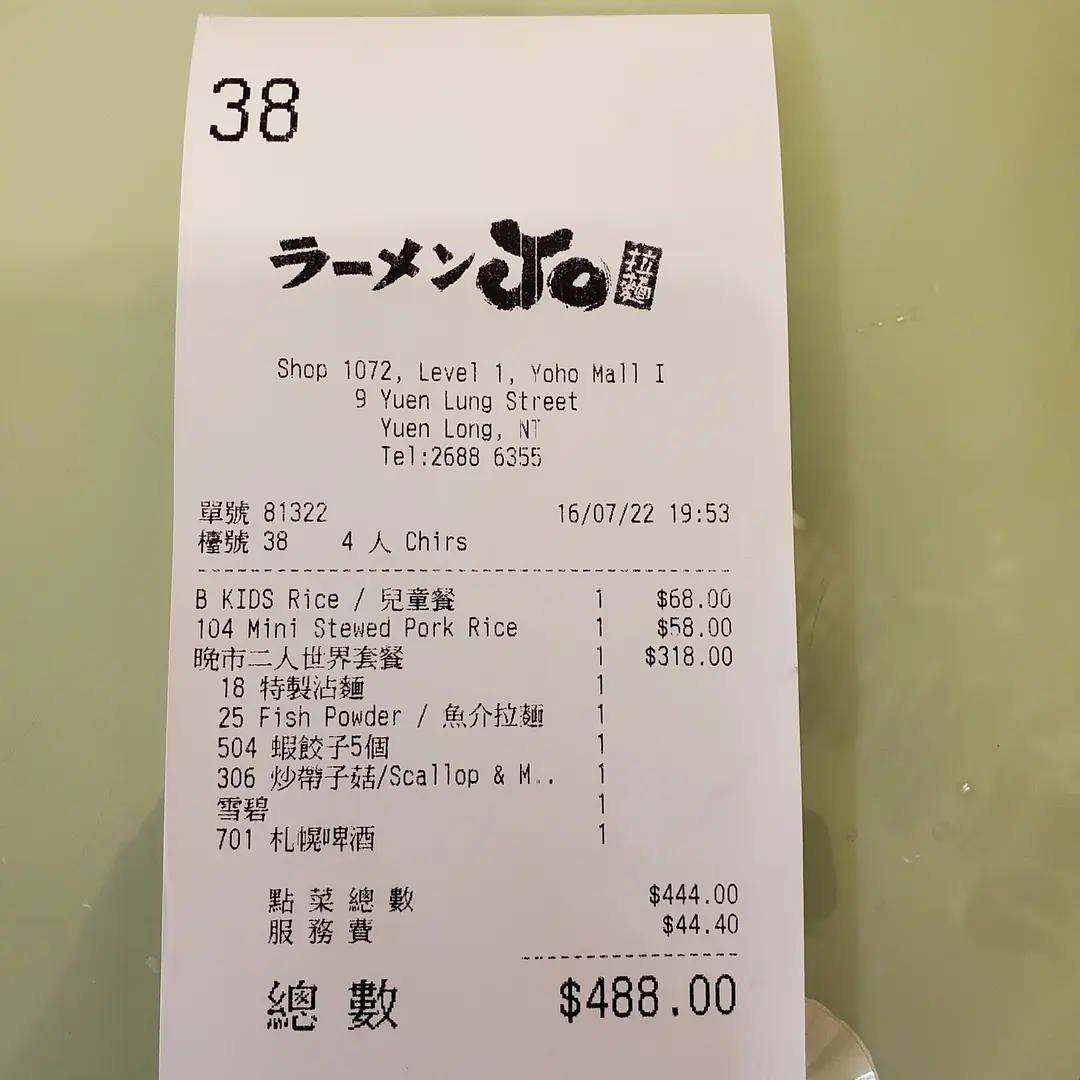 38
ラーメン Jo 拉麺
Shop 1072, Level 1, Yoho Mall I
9 Yuen Lung Street
Yuen Long, NT
Tel:2688 6355
單號 81322 16/07/22 19:53
檯號 38 4 人 Chirs
B KIDS Rice / 兒童餐 1 $68.00
104 Mini Stewed Pork Rice 1 $58.00
晚市二人世界套餐 1 $318.00
18 特製沾麵 1
25 Fish Powder / 魚介拉麵 1
504 蝦餃子5個 1
306 炒帶子菇/Scallop & M.. 1
雪碧 1
701 札幌啤酒 1
點菜總數 $444.00
服務費 $44.40
總數 $488.00